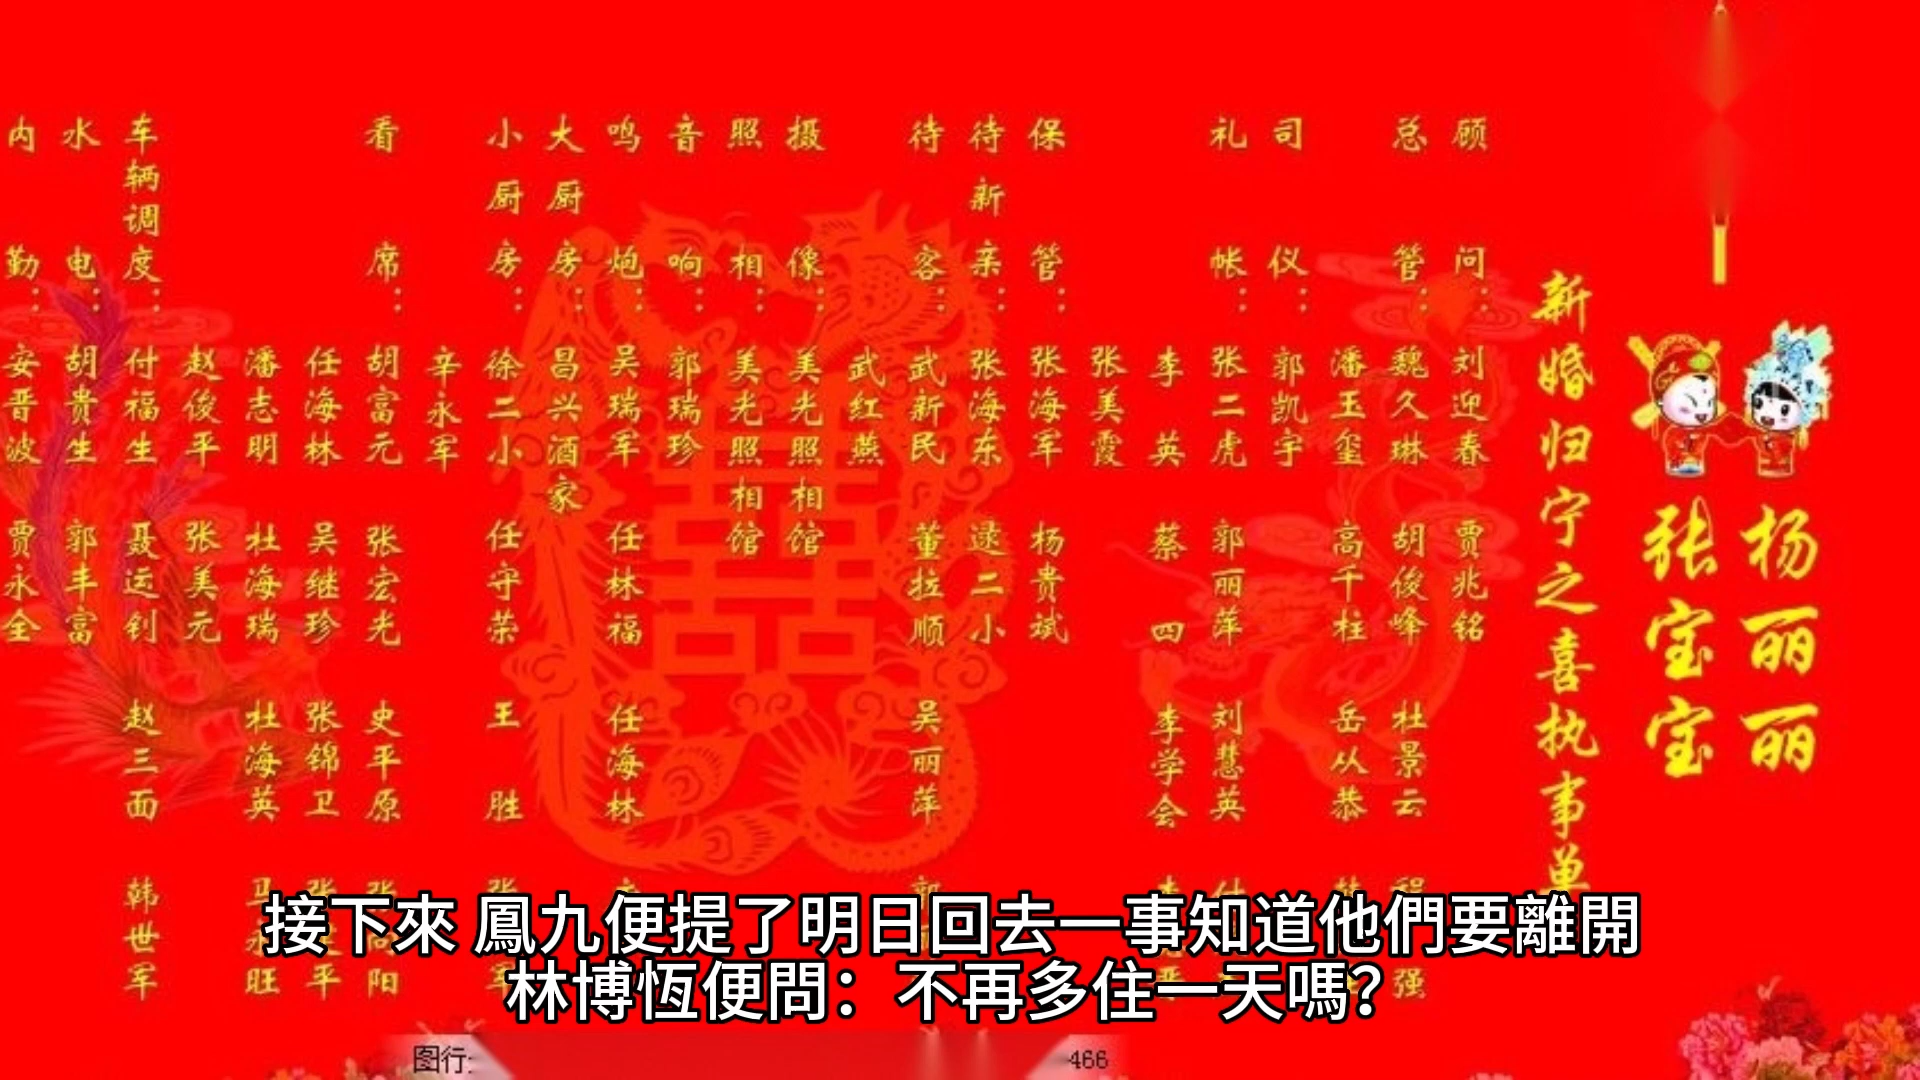 杨丽丽
张宝宝
新婚归宁之喜执事单
顾问：刘迎春 贾兆铭
总管：魏久琳 胡俊峰 杜景云
潘玉玺 高千柱 岳从恭
司仪：郭凯宇
礼帐：张二虎 郭丽萍 刘慧英
李英 蔡四 李学会
张美霞
保管：张海军 杨贵斌
待新亲：张海东 逯二小
待客：武新民 董拉顺 吴丽萍
武红燕
摄像：美光照相馆
照相：美光照相馆
音响：郭瑞珍
鸣炮：吴瑞军 任林福 任海林
大厨房：昌兴酒家
小厨房：徐二小 任守荣 王胜
辛永军
看席：胡富元 张宏光 史平原
任海林 吴继珍 张锦卫
潘志明 杜海瑞 杜海英
赵俊平 张美元
车辆调度：付福生 聂运钊 赵三面 韩世军
水电：胡贵生 郭丰富
内勤：安晋波 贾永全
接下來 鳳九便提了明日回去一事知道他們要離開
林博恆便問：不再多住一天嗎？
图行
466